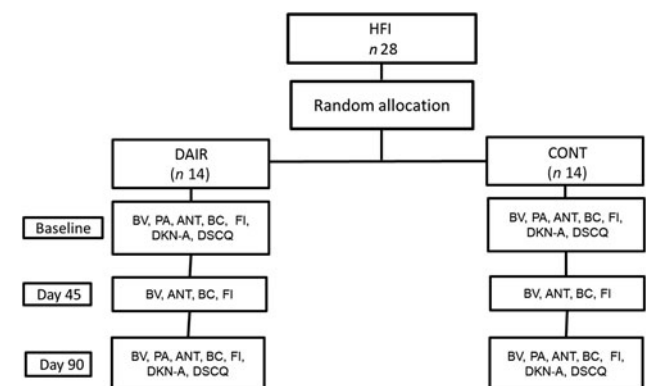 HFI
n 28
Random allocation
DAIR
(n 14)
CONT
(n 14)
Baseline
BV, PA, ANT, BC, FI,
DKN-A, DSCQ
BV, PA, ANT, BC, FI,
DKN-A, DSCQ
Day 45
BV, ANT, BC, FI
BV, ANT, BC, FI
Day 90
BV, PA, ANT, BC, FI,
DKN-A, DSCQ
BV, PA, ANT, BC, FI,
DKN-A, DSCQ